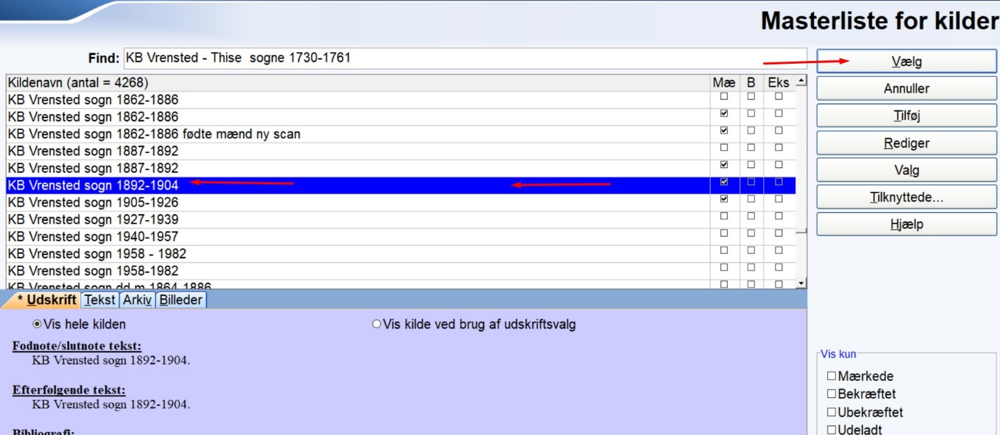 Masterliste for kilder
Find: KB Vrensted - Thise  sogne 1730-1761
Vælg
Kildenavn (antal = 4268) Mæ B Eks
Annuller
KB Vrensted sogn 1862-1886
KB Vrensted sogn 1862-1886
Tilføj
KB Vrensted sogn 1862-1886 fødte mænd ny scan
Rediger
KB Vrensted sogn 1887-1892
KB Vrensted sogn 1887-1892
Valg
KB Vrensted sogn 1892-1904
KB Vrensted sogn 1905-1926
Tilknyttede...
KB Vrensted sogn 1927-1939
Hjælp
KB Vrensted sogn 1940-1957
KB Vrensted sogn 1958 - 1982
KB Vrensted sogn 1958-1982
KB Vrensted sogn dd m 1864 1886
* Udskrift Tekst Arkiv Billeder
Vis hele kilden Vis kilde ved brug af udskriftsvalg
Fodnote/slutnote tekst:
KB Vrensted sogn 1892-1904.
Efterfølgende tekst:
KB Vrensted sogn 1892-1904.
Bibliografi:
Vis kun
Mærkede
Bekræftet
Ubekræftet
Udeladt